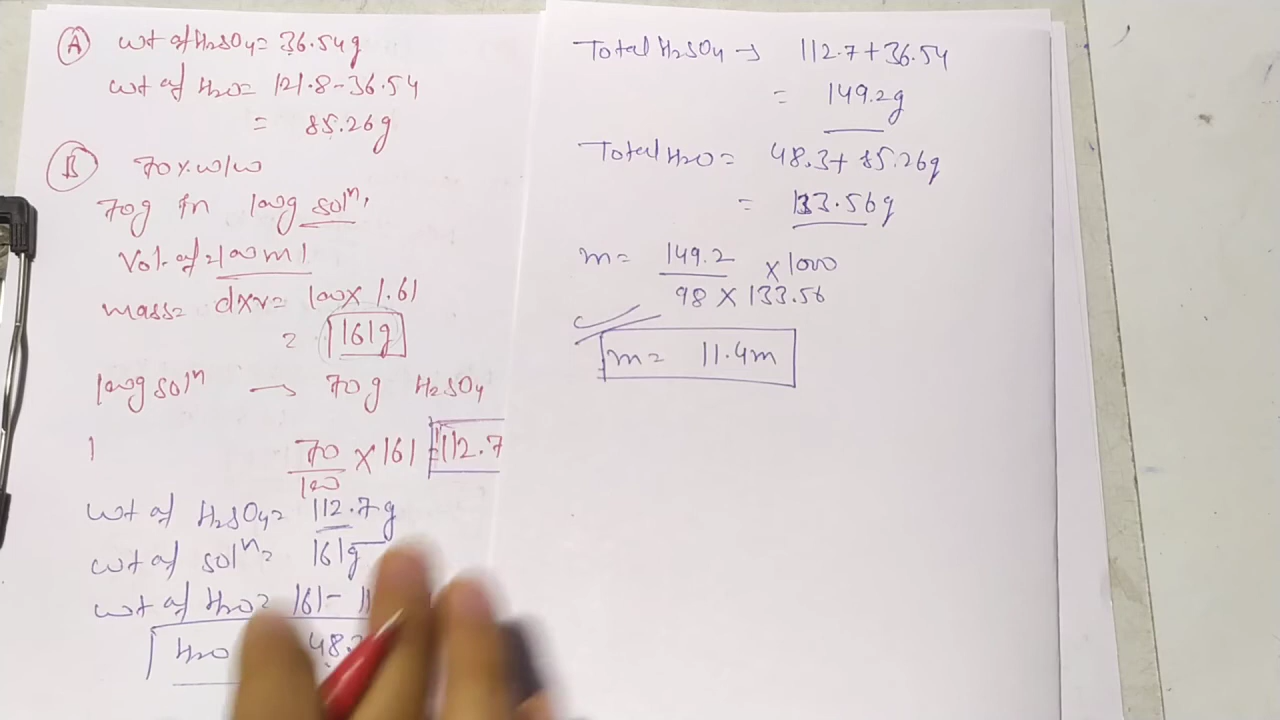 A wt of H2SO4 = 36.54g
wt of H2O = 121.8-36.54
= 85.26g
B 70% w/w
70g in 100g solⁿ.
Vol. of = 100 ml
mass = d×v = 100 × 1.61
= 161g
100g solⁿ → 70g H2SO4
1 70/100 × 161 = 112.7
wt of H2SO4 = 112.7g
wt of solⁿ = 161g
wt of H2O = 161-
H2O
Total H2SO4 → 112.7+36.54
= 149.2g
Total H2O = 48.3+ 85.26g
= 133.56g
m = 149.2 × 1000
98 × 133.56
m = 11.4m